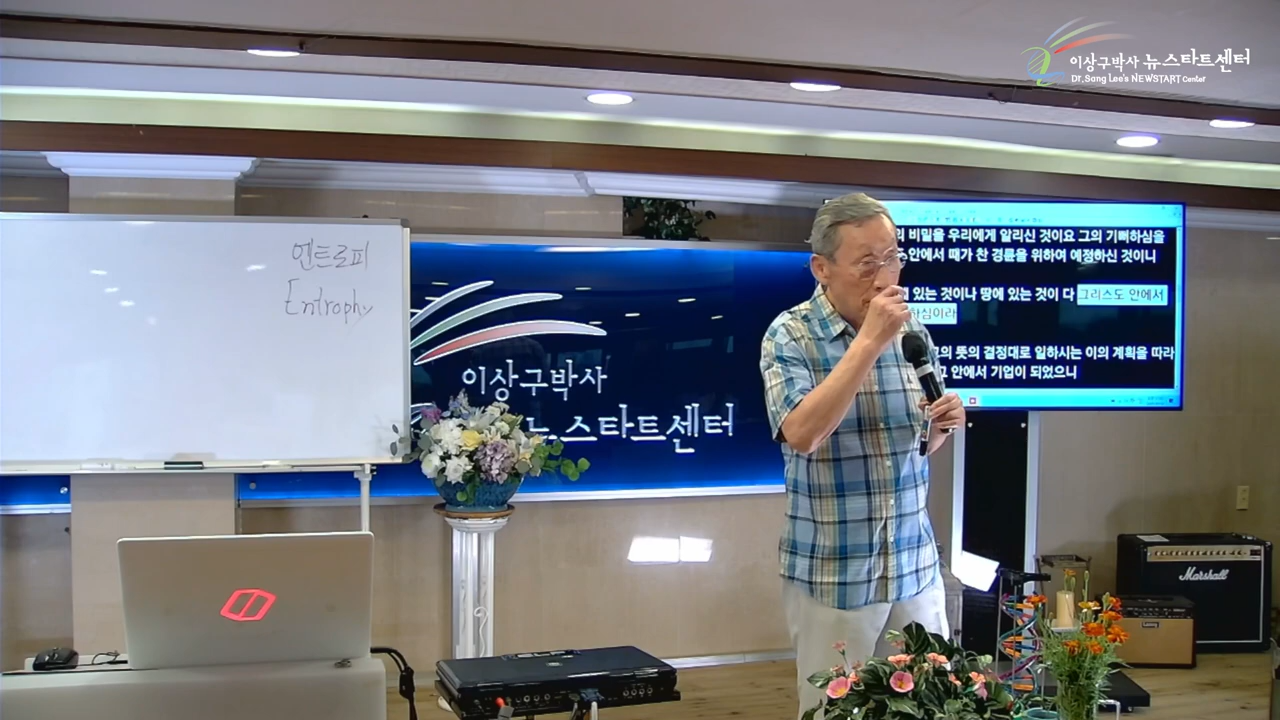 이상구박사 뉴스타트센터
Dr. Sang Lee's NEWSTART Center
엔트로피
Entrophy
이상구박사
뉴스타트센터
비밀을 우리에게 알리신 것이요 그의 기뻐하심을
안에서 때가 찬 경륜을 위하여 예정하신 것이니
있는 것이나 땅에 있는 것이 다 그리스도 안에서
하심이라
그의 뜻의 결정대로 일하시는 이의 계획을 따라
그 안에서 기업이 되었으니
Marshall